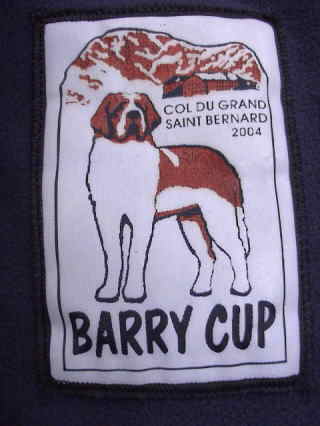 COL DU GRAND
SAINT BERNARD
2004
BARRY CUP